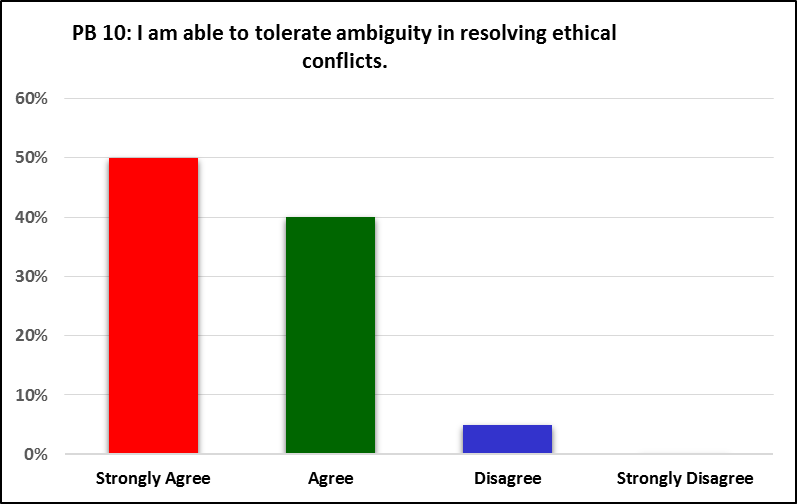 PB 10: I am able to tolerate ambiguity in resolving ethical
conflicts.
60%
50%
40%
30%
20%
10%
0%
Strongly Agree
Agree
Disagree
Strongly Disagree